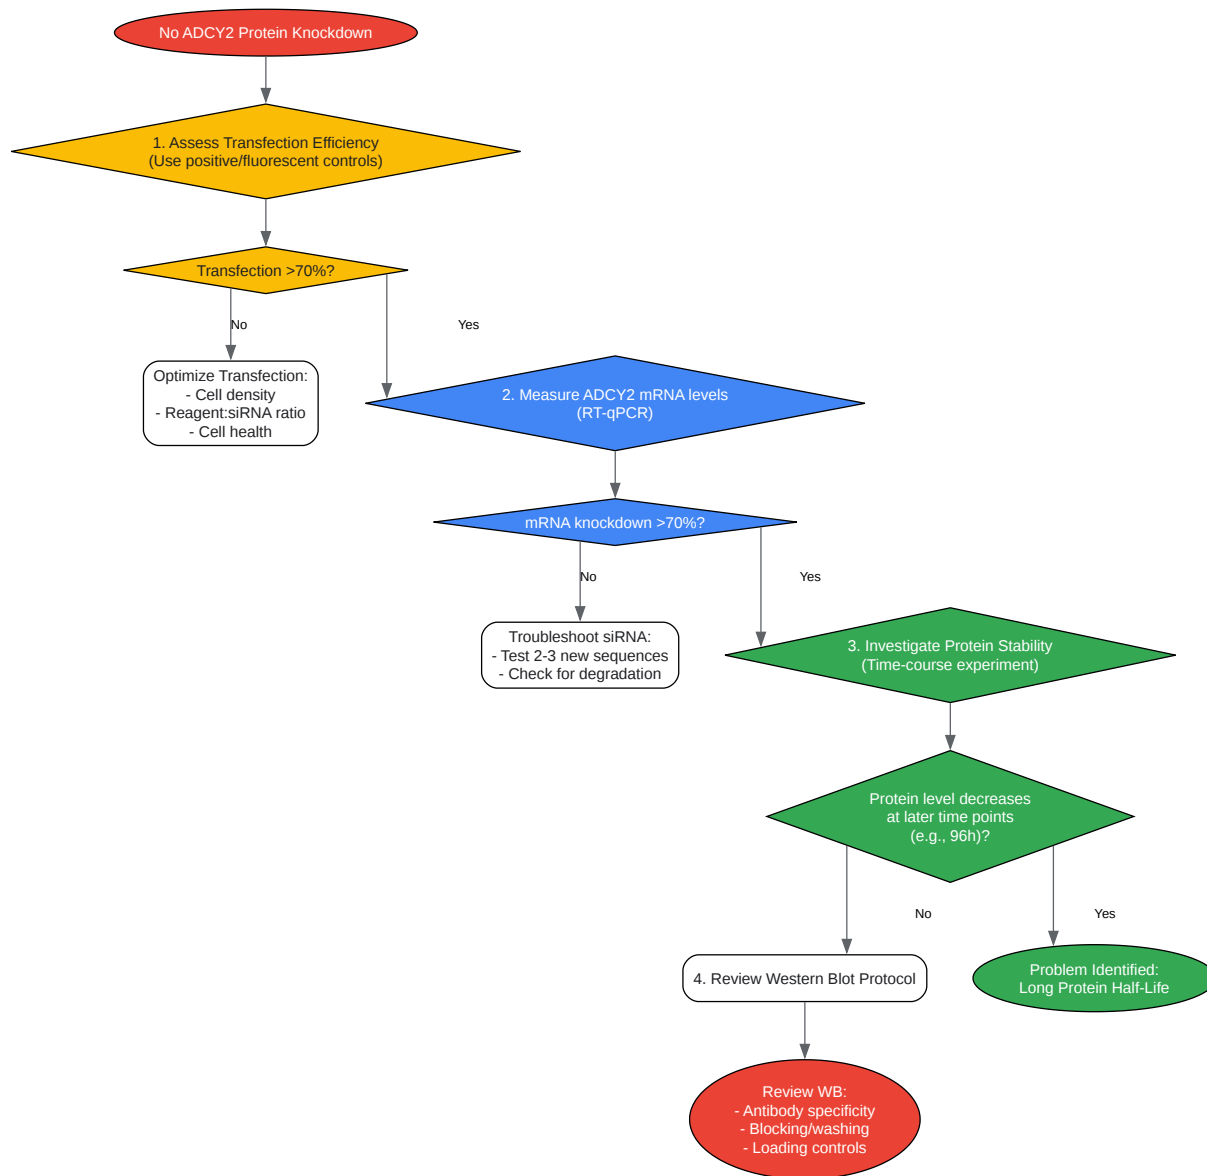 No ADCY2 Protein Knockdown
1. Assess Transfection Efficiency
(Use positive/fluorescent controls)
Transfection >70%?
No
Yes
Optimize Transfection:
- Cell density
- Reagent:siRNA ratio
- Cell health
2. Measure ADCY2 mRNA levels
(RT-qPCR)
mRNA knockdown >70%?
No
Yes
Troubleshoot siRNA:
- Test 2-3 new sequences
- Check for degradation
3. Investigate Protein Stability
(Time-course experiment)
Protein level decreases
at later time points
(e.g., 96h)?
No
Yes
4. Review Western Blot Protocol
Problem Identified:
Long Protein Half-Life
Review WB:
- Antibody specificity
- Blocking/washing
- Loading controls